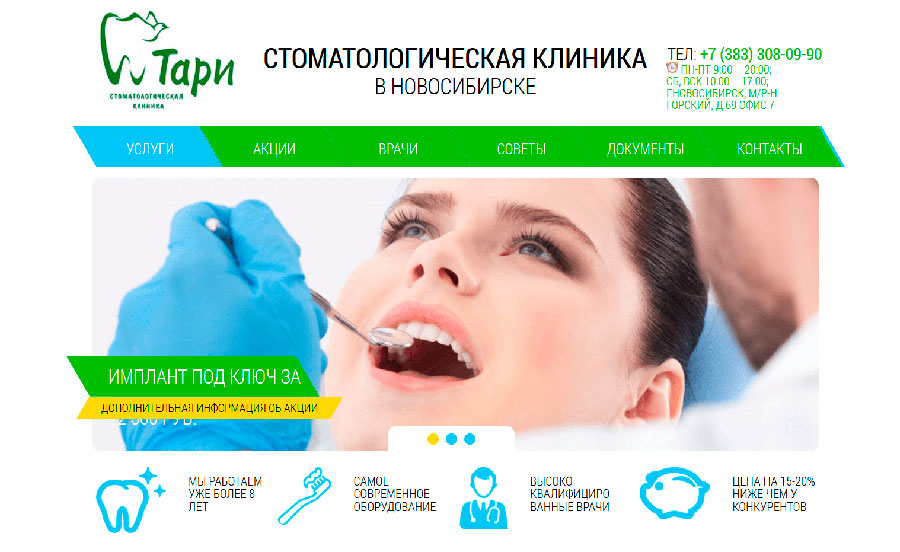 Тари
СТОМАТОЛОГИЧЕСКАЯ
КЛИНИКА
СТОМАТОЛОГИЧЕСКАЯ КЛИНИКА
В НОВОСИБИРСКЕ
ТЕЛ: +7 (383) 308-09-90
ПН-ПТ 9:00 20:00;
СБ, ВСК 10:00 17:00;
Г.НОВОСИБИРСК, М/Р-Н
ГОРСКИЙ, Д.69 ОФИС 7
УСЛУГИ
АКЦИИ
ВРАЧИ
СОВЕТЫ
ДОКУМЕНТЫ
КОНТАКТЫ
ИМПЛАНТ ПОД КЛЮЧ ЗА
ДОПОЛНИТЕЛЬНАЯ ИНФОРМАЦИЯ ОБ АКЦИИ
РУБ.
МЫ РАБОТАЕМ
УЖЕ БОЛЕЕ 8
ЛЕТ
САМОЕ
СОВРЕМЕННОЕ
ОБОРУДОВАНИЕ
ВЫСОКО
КВАЛИФИЦИРО
ВАННЫЕ ВРАЧИ
ЦЕНА НА 15-20%
НИЖЕ ЧЕМ У
КОНКУРЕНТОВ